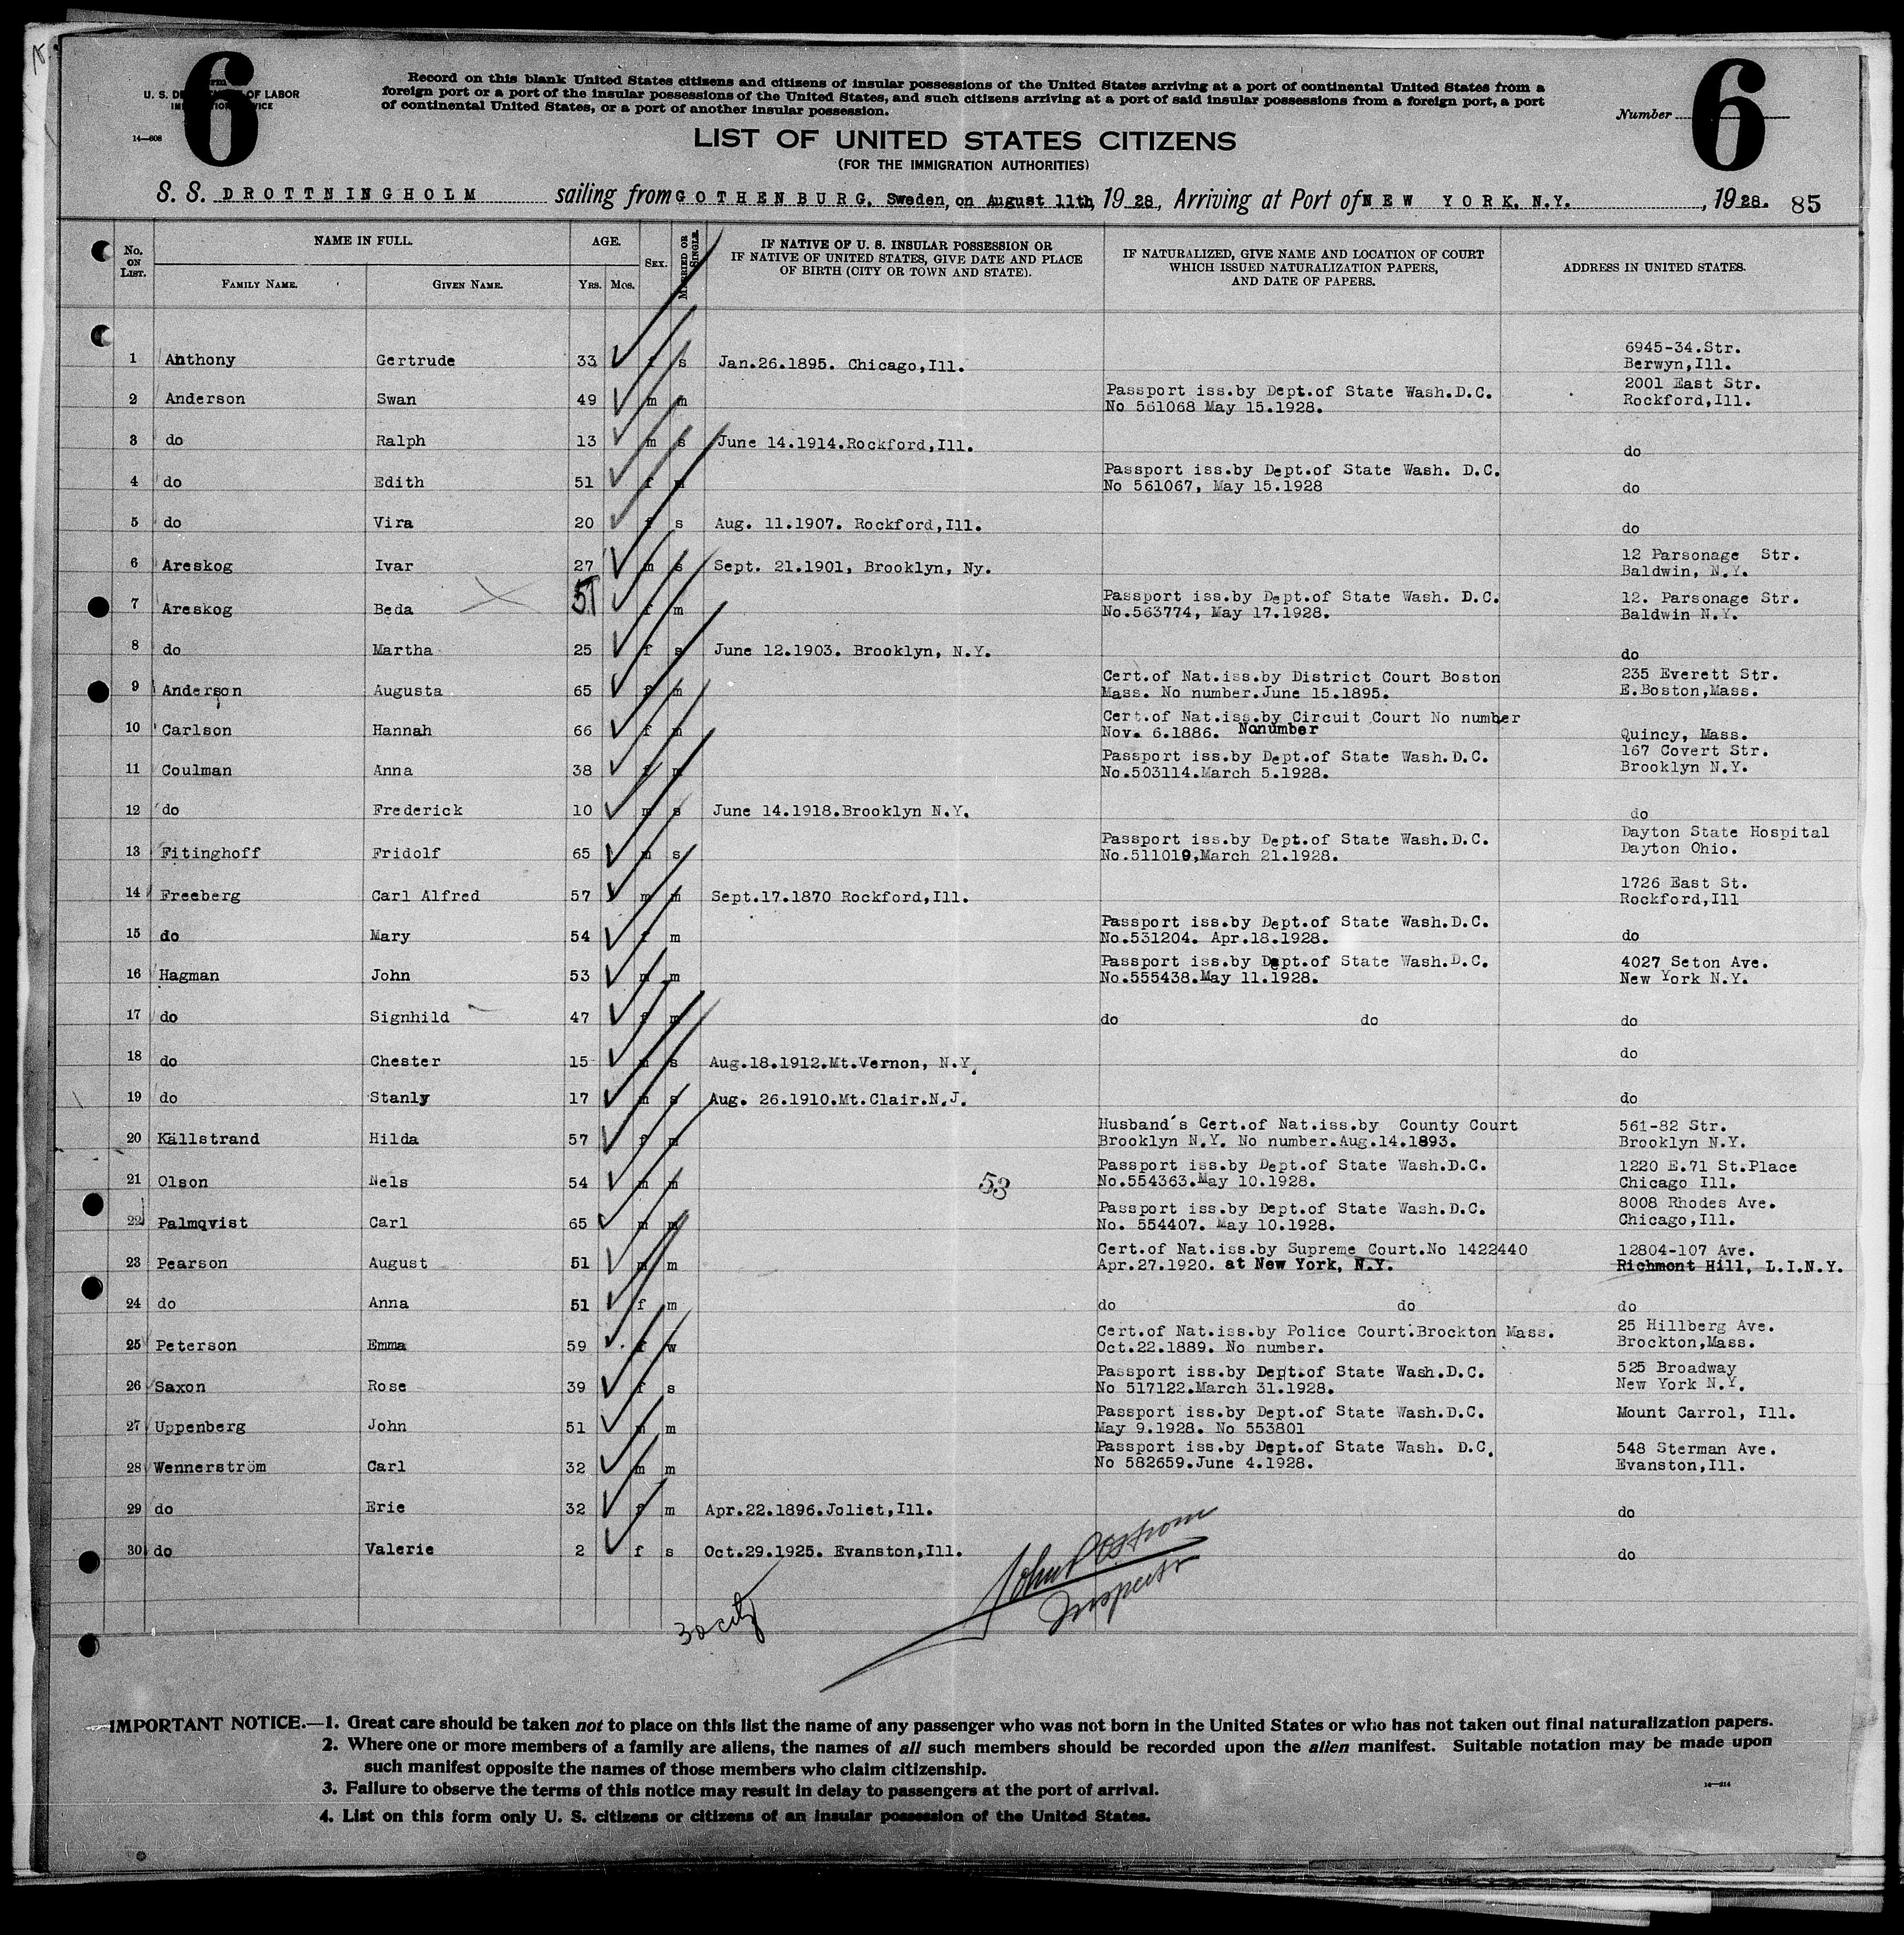 6
6
U. S. DE OF LABOR
14—608
Record on this blank United States citizens and citizens of insular possessions of the United States arriving at a port of continental United States from a
foreign port or a port of the insular possessions of the United States, and such citizens arriving at a port of said insular possessions from a foreign port, a port
of continental United States, or a port of another insular possession.
Number
LIST OF UNITED STATES CITIZENS
(FOR THE IMMIGRATION AUTHORITIES)
S. S. DROTTNINGHOLM sailing from GOTHENBURG, Sweden, on August 11th, 1928, Arriving at Port of NEW YORK. N.Y. , 1928. 85
No. ON LIST. NAME IN FULL. AGE. SEX. MARRIED OR SINGLE. IF NATIVE OF U. S. INSULAR POSSESSION OR IF NATIVE OF UNITED STATES, GIVE DATE AND PLACE OF BIRTH (CITY OR TOWN AND STATE). IF NATURALIZED, GIVE NAME AND LOCATION OF COURT WHICH ISSUED NATURALIZATION PAPERS, AND DATE OF PAPERS. ADDRESS IN UNITED STATES.
FAMILY NAME. GIVEN NAME. YRS. MOS.
1 Anthony Gertrude 33 f s Jan.26.1895. Chicago,Ill. 6945-34.Str. Berwyn,Ill.
2 Anderson Swan 49 m m Passport iss.by Dept.of State Wash.D.C. No 561068 May 15.1928. 2001 East Str. Rockford,Ill.
3 do Ralph 13 m s June 14.1914.Rockford,Ill. do
4 do Edith 51 f m Passport iss.by Dept.of State Wash. D.C. No 561067, May 15.1928 do
5 do Vira 20 f s Aug. 11.1907. Rockford,Ill. do
6 Areskog Ivar 27 m s Sept. 21.1901, Brooklyn, Ny. 12 Parsonage Str. Baldwin, N.Y.
7 Areskog Beda 51 f m Passport iss.by Dept.of State Wash. D.C. No.563774, May 17.1928. 12. Parsonage Str. Baldwin N.Y.
8 do Martha 25 f s June 12.1903. Brooklyn, N.Y. do
9 Anderson Augusta 65 f m Cert.of Nat.iss.by District Court Boston Mass. No number.June 15.1895. 235 Everett Str. E.Boston,Mass.
10 Carlson Hannah 66 f m Cert.of Nat.iss.by Circuit Court No number Nov. 6.1886. Nonumber Quincy, Mass.
11 Coulman Anna 38 f m Passport iss.by Dept.of State Wash.D.C. No.503114.March 5.1928. 167 Covert Str. Brooklyn N.Y.
12 do Frederick 10 m s June 14.1918.Brooklyn N.Y. do
13 Fitinghoff Fridolf 65 m s Passport iss.by Dept.of State Wash.D.C. No.511019,March 21.1928. Dayton State Hospital Dayton Ohio.
14 Freeberg Carl Alfred 57 m m Sept.17.1870 Rockford,Ill. 1726 East St. Rockford,Ill
15 do Mary 54 f m Passport iss.by Dept.of State Wash.D.C. No.531204. Apr.18.1928. do
16 Hagman John 53 m m Passport iss.by Dept.of State Wash.D.C. No.555438.May 11.1928. 4027 Seton Ave. New York N.Y.
17 do Signhild 47 f m do do do
18 do Chester 15 m s Aug.18.1912.Mt.Vernon, N.Y. do
19 do Stanly 17 m s Aug. 26.1910.Mt.Clair.N.J. do
20 Källstrand Hilda 57 f m Husband's Cert.of Nat.iss.by County Court Brooklyn N.Y. No number.Aug.14.1893. 561-82 Str. Brooklyn N.Y.
21 Olson Nels 54 m m 53 Passport iss.by Dept.of State Wash.D.C. No.554363.May 10.1928. 1220 E.71 St.Place Chicago Ill.
22 Palmqvist Carl 65 m m Passport iss.by Dept.of State Wash.D.C. No. 554407. May 10.1928. 8008 Rhodes Ave. Chicago,Ill.
23 Pearson August 51 m m Cert.of Nat.iss.by Supreme Court.No 1422440 Apr.27.1920. at New York, N.Y. 12804-107 Ave. Richmont Hill, L.I.N.Y.
24 do Anna 51 f m do do do
25 Peterson Emma 59 f w Cert.of Nat.iss.by Police Court.Brockton Mass. Oct.22.1889. No number. 25 Hillberg Ave. Brockton,Mass.
26 Saxon Rose 39 f s Passport iss.by Dept.of State Wash.D.C. No 517122.March 31.1928. 525 Broadway New York N.Y.
27 Uppenberg John 51 m m Passport iss.by Dept.of State Wash.D.C. May 9.1928. No 553801 Mount Carrol, Ill.
28 Wennerström Carl 32 m m Passport iss.by Dept.of State Wash. D.C. No 582659.June 4.1928. 548 Sterman Ave. Evanston,Ill.
29 do Erie 32 f m Apr.22.1896.Joliet,Ill. do
30 do Valerie 2 f s Oct.29.1925. Evanston,Ill. do
30 city
John P Ostrom
Inspector
IMPORTANT NOTICE.—1. Great care should be taken not to place on this list the name of any passenger who was not born in the United States or who has not taken out final naturalization papers.
2. Where one or more members of a family are aliens, the names of all such members should be recorded upon the alien manifest. Suitable notation may be made upon
such manifest opposite the names of those members who claim citizenship.
3. Failure to observe the terms of this notice may result in delay to passengers at the port of arrival.
4. List on this form only U. S. citizens or citizens of an insular possession of the United States.
14—214